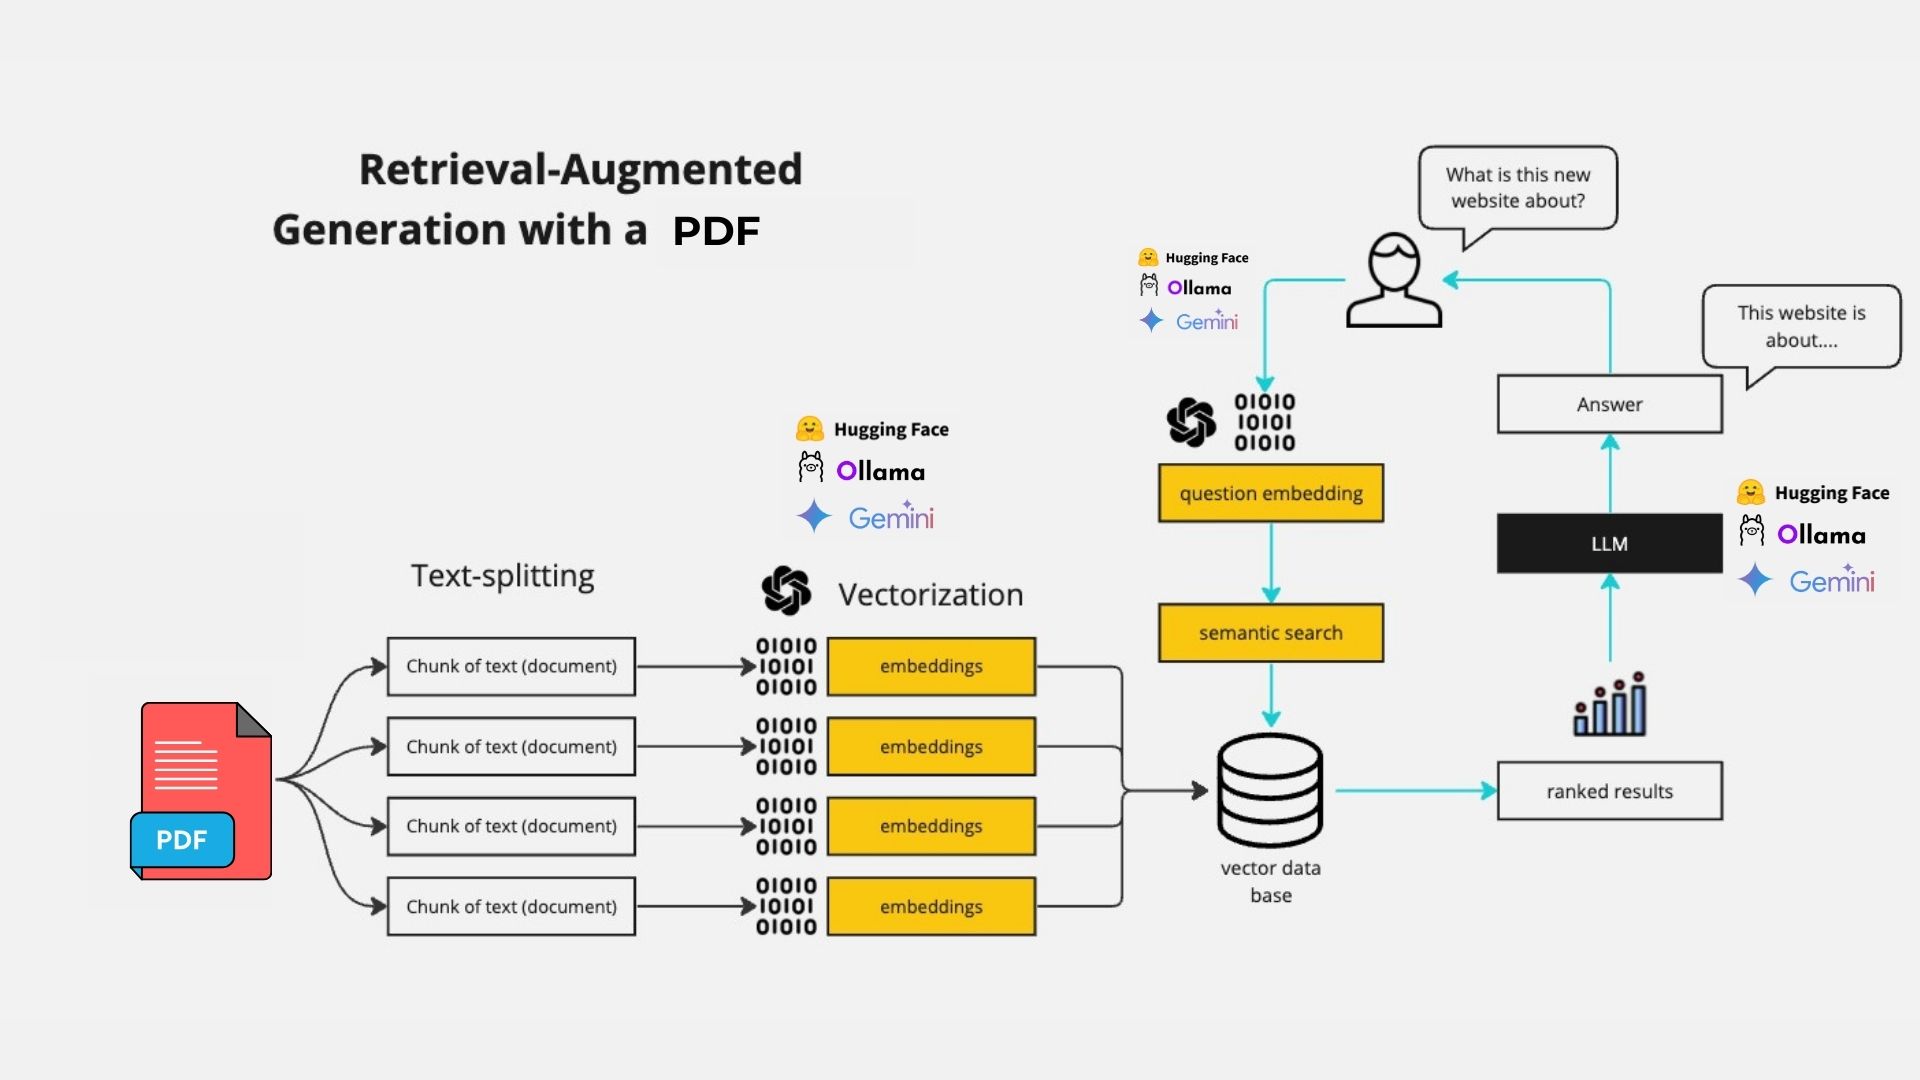 Retrieval-Augmented
Generation with a PDF
What is this new
website about?
Hugging Face
Ollama
Gemini
This website is
about....
01010
10101
01010
Answer
question embedding
Hugging Face
Ollama
Gemini
Hugging Face
Ollama
Gemini
LLM
Text-splitting
Vectorization
semantic search
Chunk of text (document)
01010
10101
01010
embeddings
Chunk of text (document)
01010
10101
01010
embeddings
Chunk of text (document)
01010
10101
01010
embeddings
Chunk of text (document)
01010
10101
01010
embeddings
PDF
vector data
base
ranked results